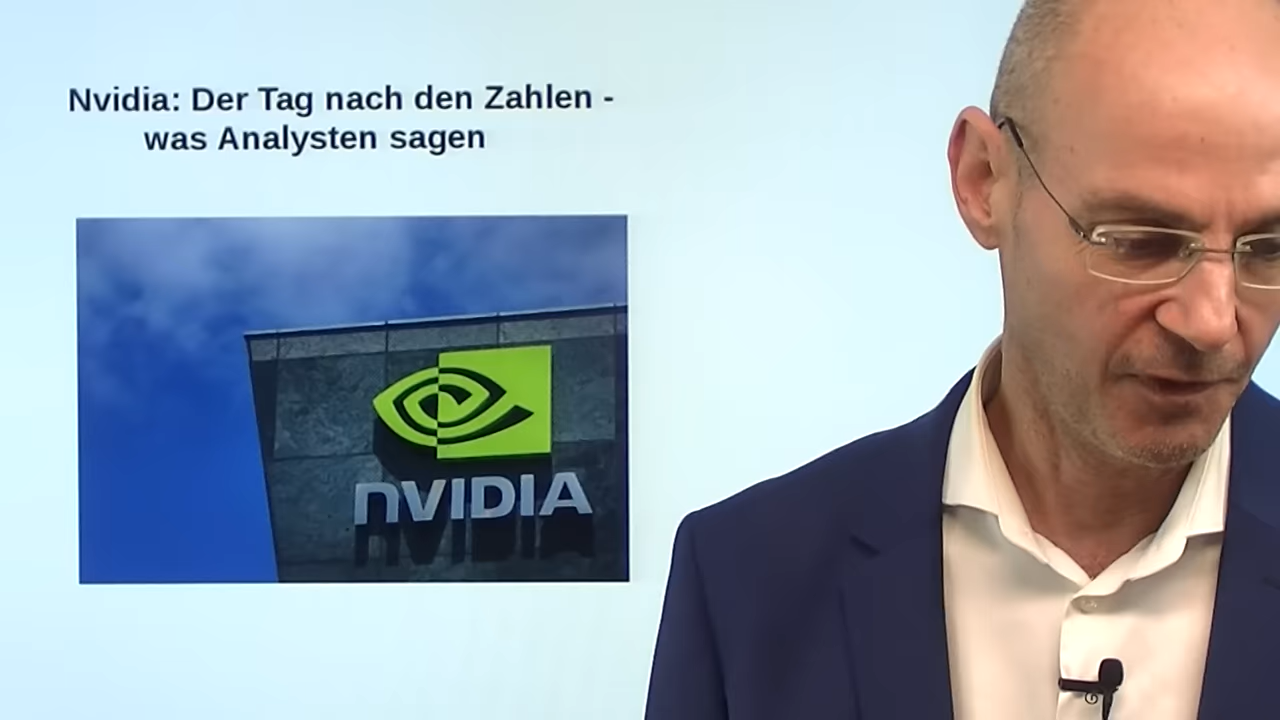 Nvidia: Der Tag nach den Zahlen -
was Analysten sagen
NVIDIA